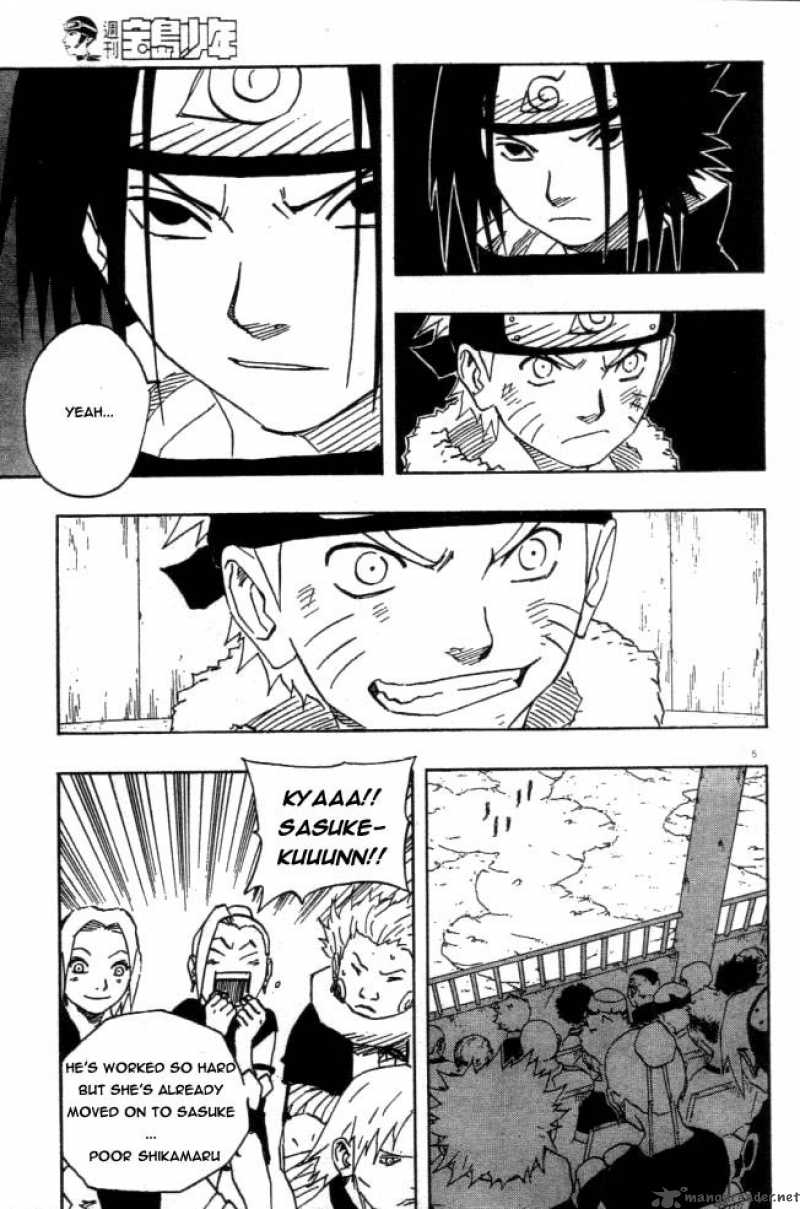 週刊
寶島少年
YEAH...
5
KYAAA!!
SASUKE-
KUUUNN!!
HE'S WORKED SO HARD
BUT SHE'S ALREADY
MOVED ON TO SASUKE
...
POOR SHIKAMARU
mangareader.net